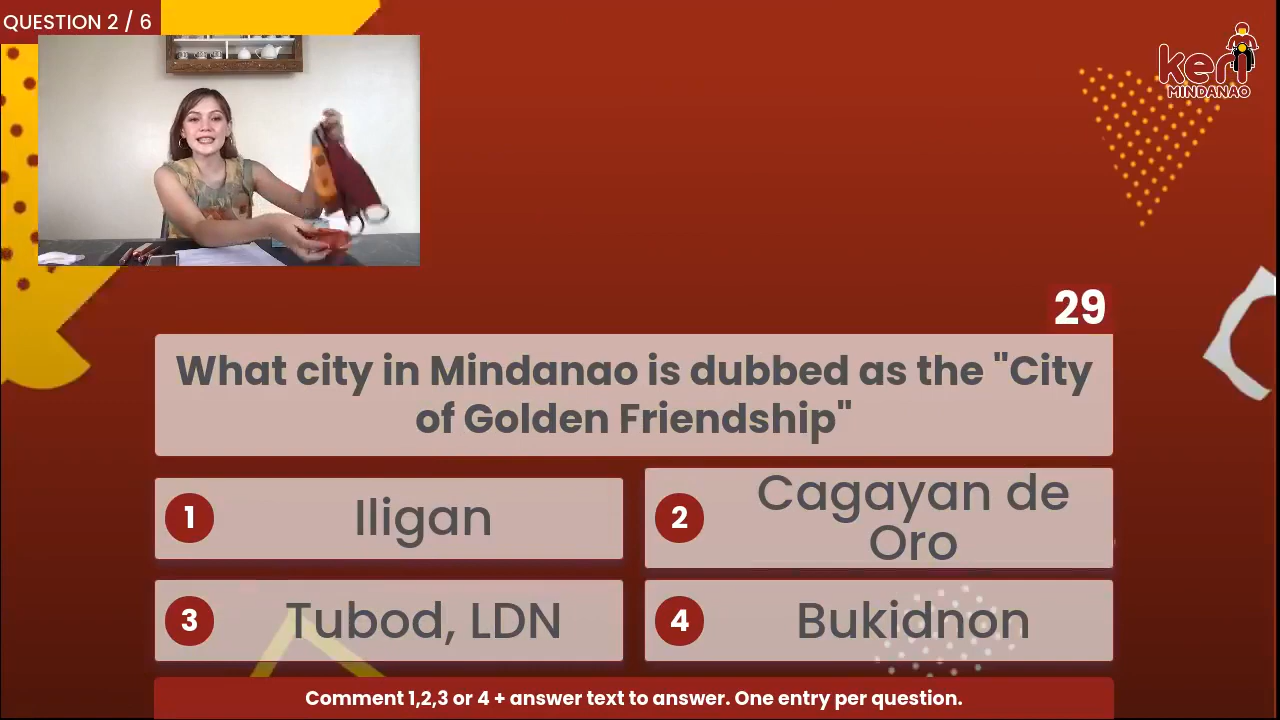 QUESTION 2 / 6
keri
MINDANAO
29
What city in Mindanao is dubbed as the "City
of Golden Friendship"
1 Iligan
2 Cagayan de
Oro
3 Tubod, LDN
4 Bukidnon
Comment 1,2,3 or 4 + answer text to answer. One entry per question.